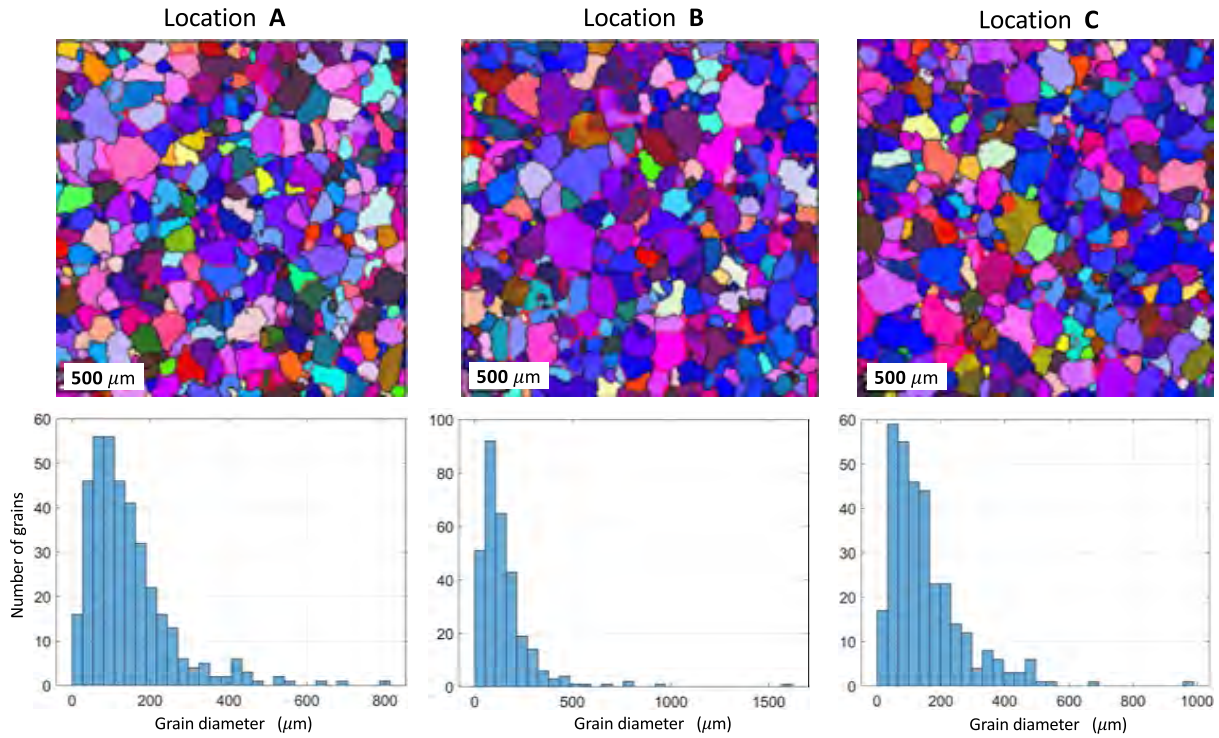 Location A
Location B
Location C
500 μm
500 μm
500 μm
60
50
40
30
20
10
0
Number of grains
0 200 400 600 800
Grain diameter (μm)
100
80
60
40
20
0
0 500 1000 1500
Grain diameter (μm)
60
50
40
30
20
10
0
0 200 400 600 800 1000
Grain diameter (μm)